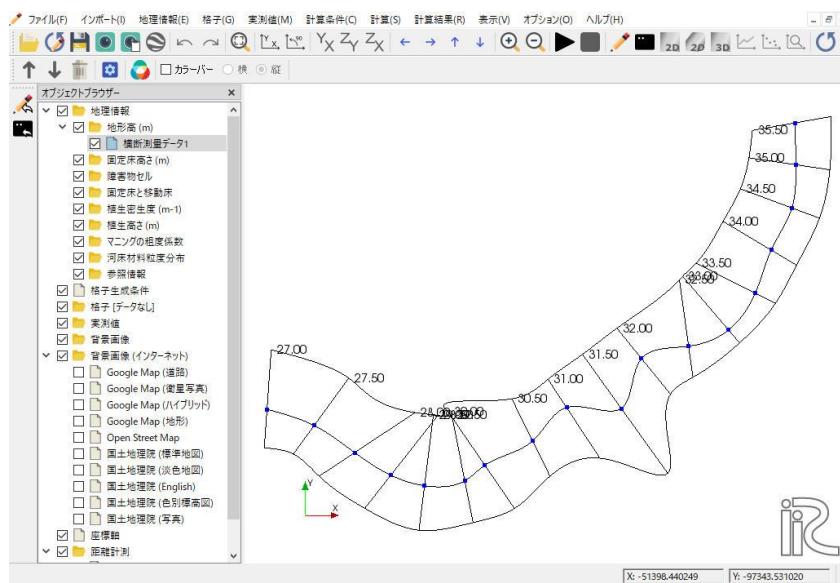 ファイル(F) インポート(I) 地理情報(E) 格子(G) 実測値(M) 計算条件(C) 計算(S) 計算結果(R) 表示(V) オプション(O) ヘルプ(H)
YX ZY ZX 2D 2D 3D
カラーバー 横 縦
オブジェクトブラウザー
地理情報
地形高 (m)
横断測量データ1
固定床高さ (m)
障害物セル
固定床と移動床
植生密生度 (m-1)
植生高さ (m)
マニングの粗度係数
河床材料粒度分布
参照情報
格子生成条件
格子 [データなし]
実測値
背景画像
背景画像 (インターネット)
Google Map (道路)
Google Map (衛星写真)
Google Map (ハイブリッド)
Google Map (地形)
Open Street Map
国土地理院 (標準地図)
国土地理院 (淡色地図)
国土地理院 (English)
国土地理院 (色別標高図)
国土地理院 (写真)
座標軸
距離計測
35.50
35.00
34.50
34.00
33.50
32.00
31.50
31.00
30.50
27.00
27.50
Y
X
iRIC
X: -51398.440249 Y: -97343.531020